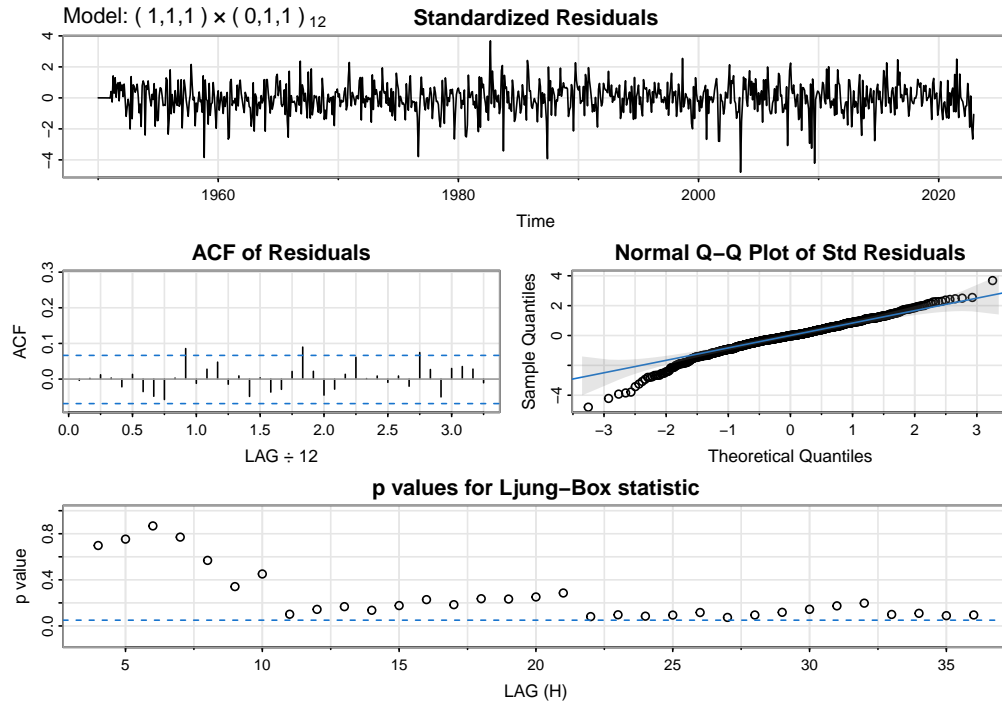 Model: ( 1,1,1 ) × ( 0,1,1 ) 12
Standardized Residuals
4
2
0
−2
−4
1960 1980 2000 2020
Time
ACF of Residuals
ACF
0.3
0.2
0.1
0.0
0.0 0.5 1.0 1.5 2.0 2.5 3.0
LAG ÷ 12
Normal Q−Q Plot of Std Residuals
Sample Quantiles
4
2
0
−4
−3 −2 −1 0 1 2 3
Theoretical Quantiles
p values for Ljung−Box statistic
p value
0.8
0.4
0.0
5 10 15 20 25 30 35
LAG (H)